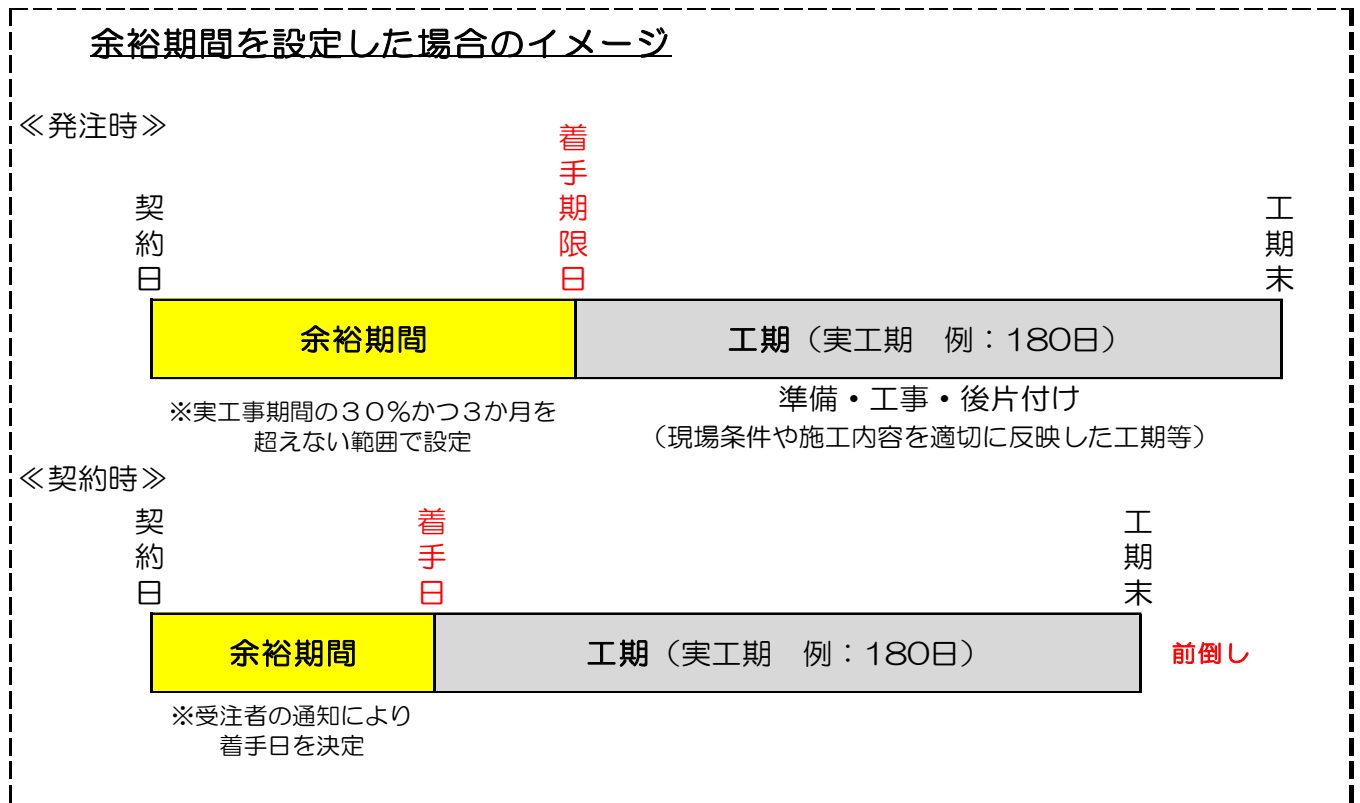 余裕期間を設定した場合のイメージ
≪発注時≫
契約日
着手期限日
工期末
余裕期間
工期（実工期　例：180日）
※実工事期間の３０％かつ３か月を
超えない範囲で設定
準備・工事・後片付け
（現場条件や施工内容を適切に反映した工期等）
≪契約時≫
契約日
着手日
工期末
余裕期間
工期（実工期　例：180日）
前倒し
※受注者の通知により
着手日を決定